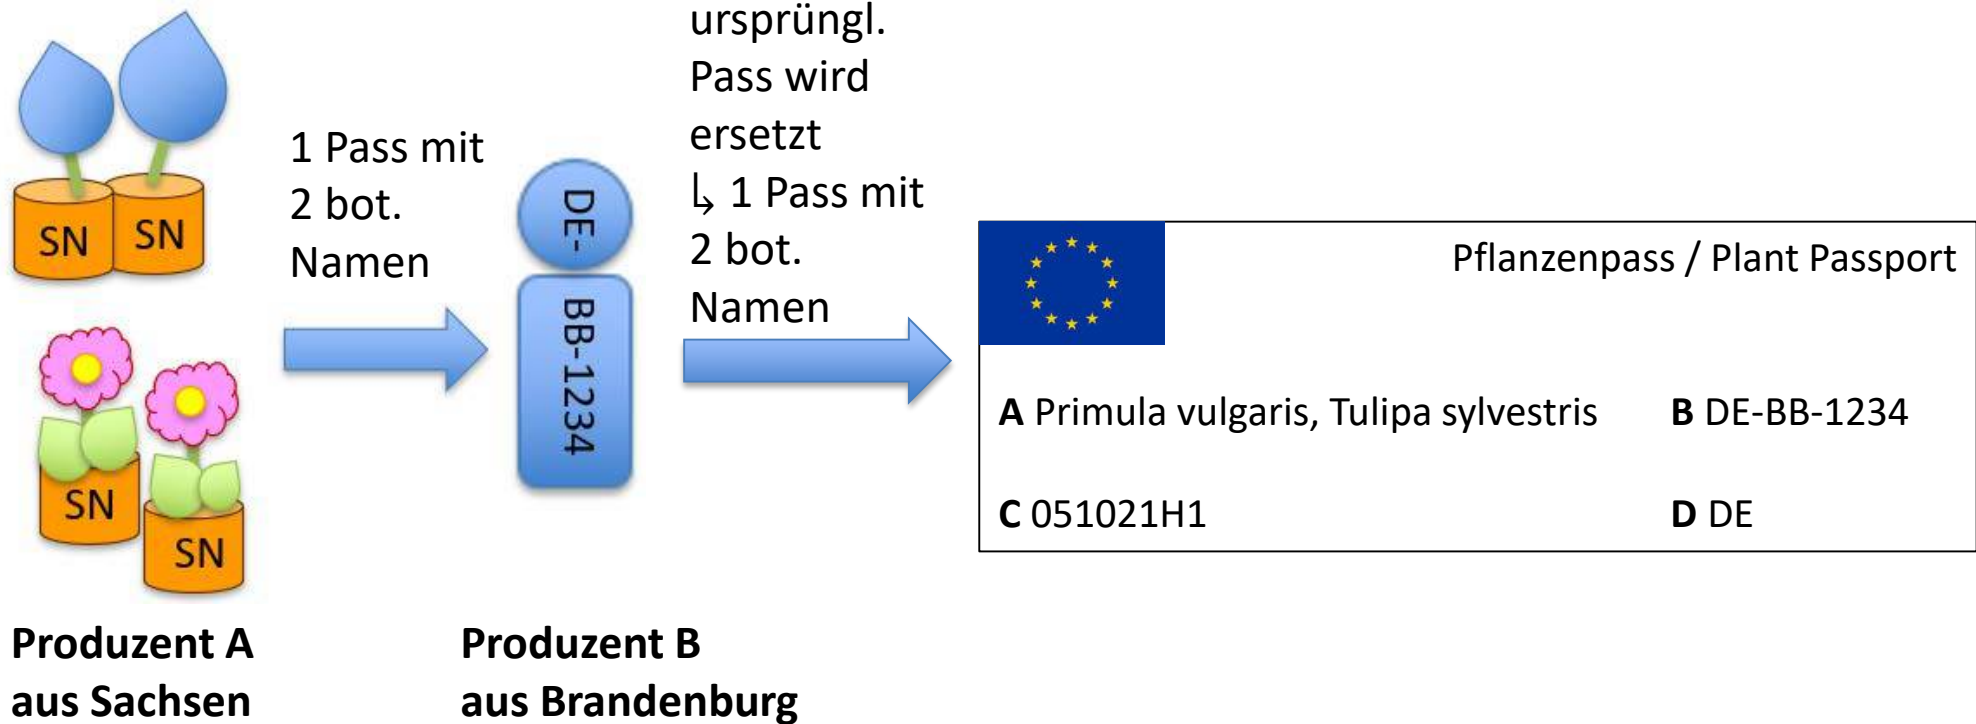 SN SN
SN
SN
Produzent A
aus Sachsen
1 Pass mit
2 bot.
Namen
DE-
BB-1234
Produzent B
aus Brandenburg
ursprüngl.
Pass wird
ersetzt
↳ 1 Pass mit
2 bot.
Namen
Pflanzenpass / Plant Passport
A Primula vulgaris, Tulipa sylvestris B DE-BB-1234
C 051021H1 D DE